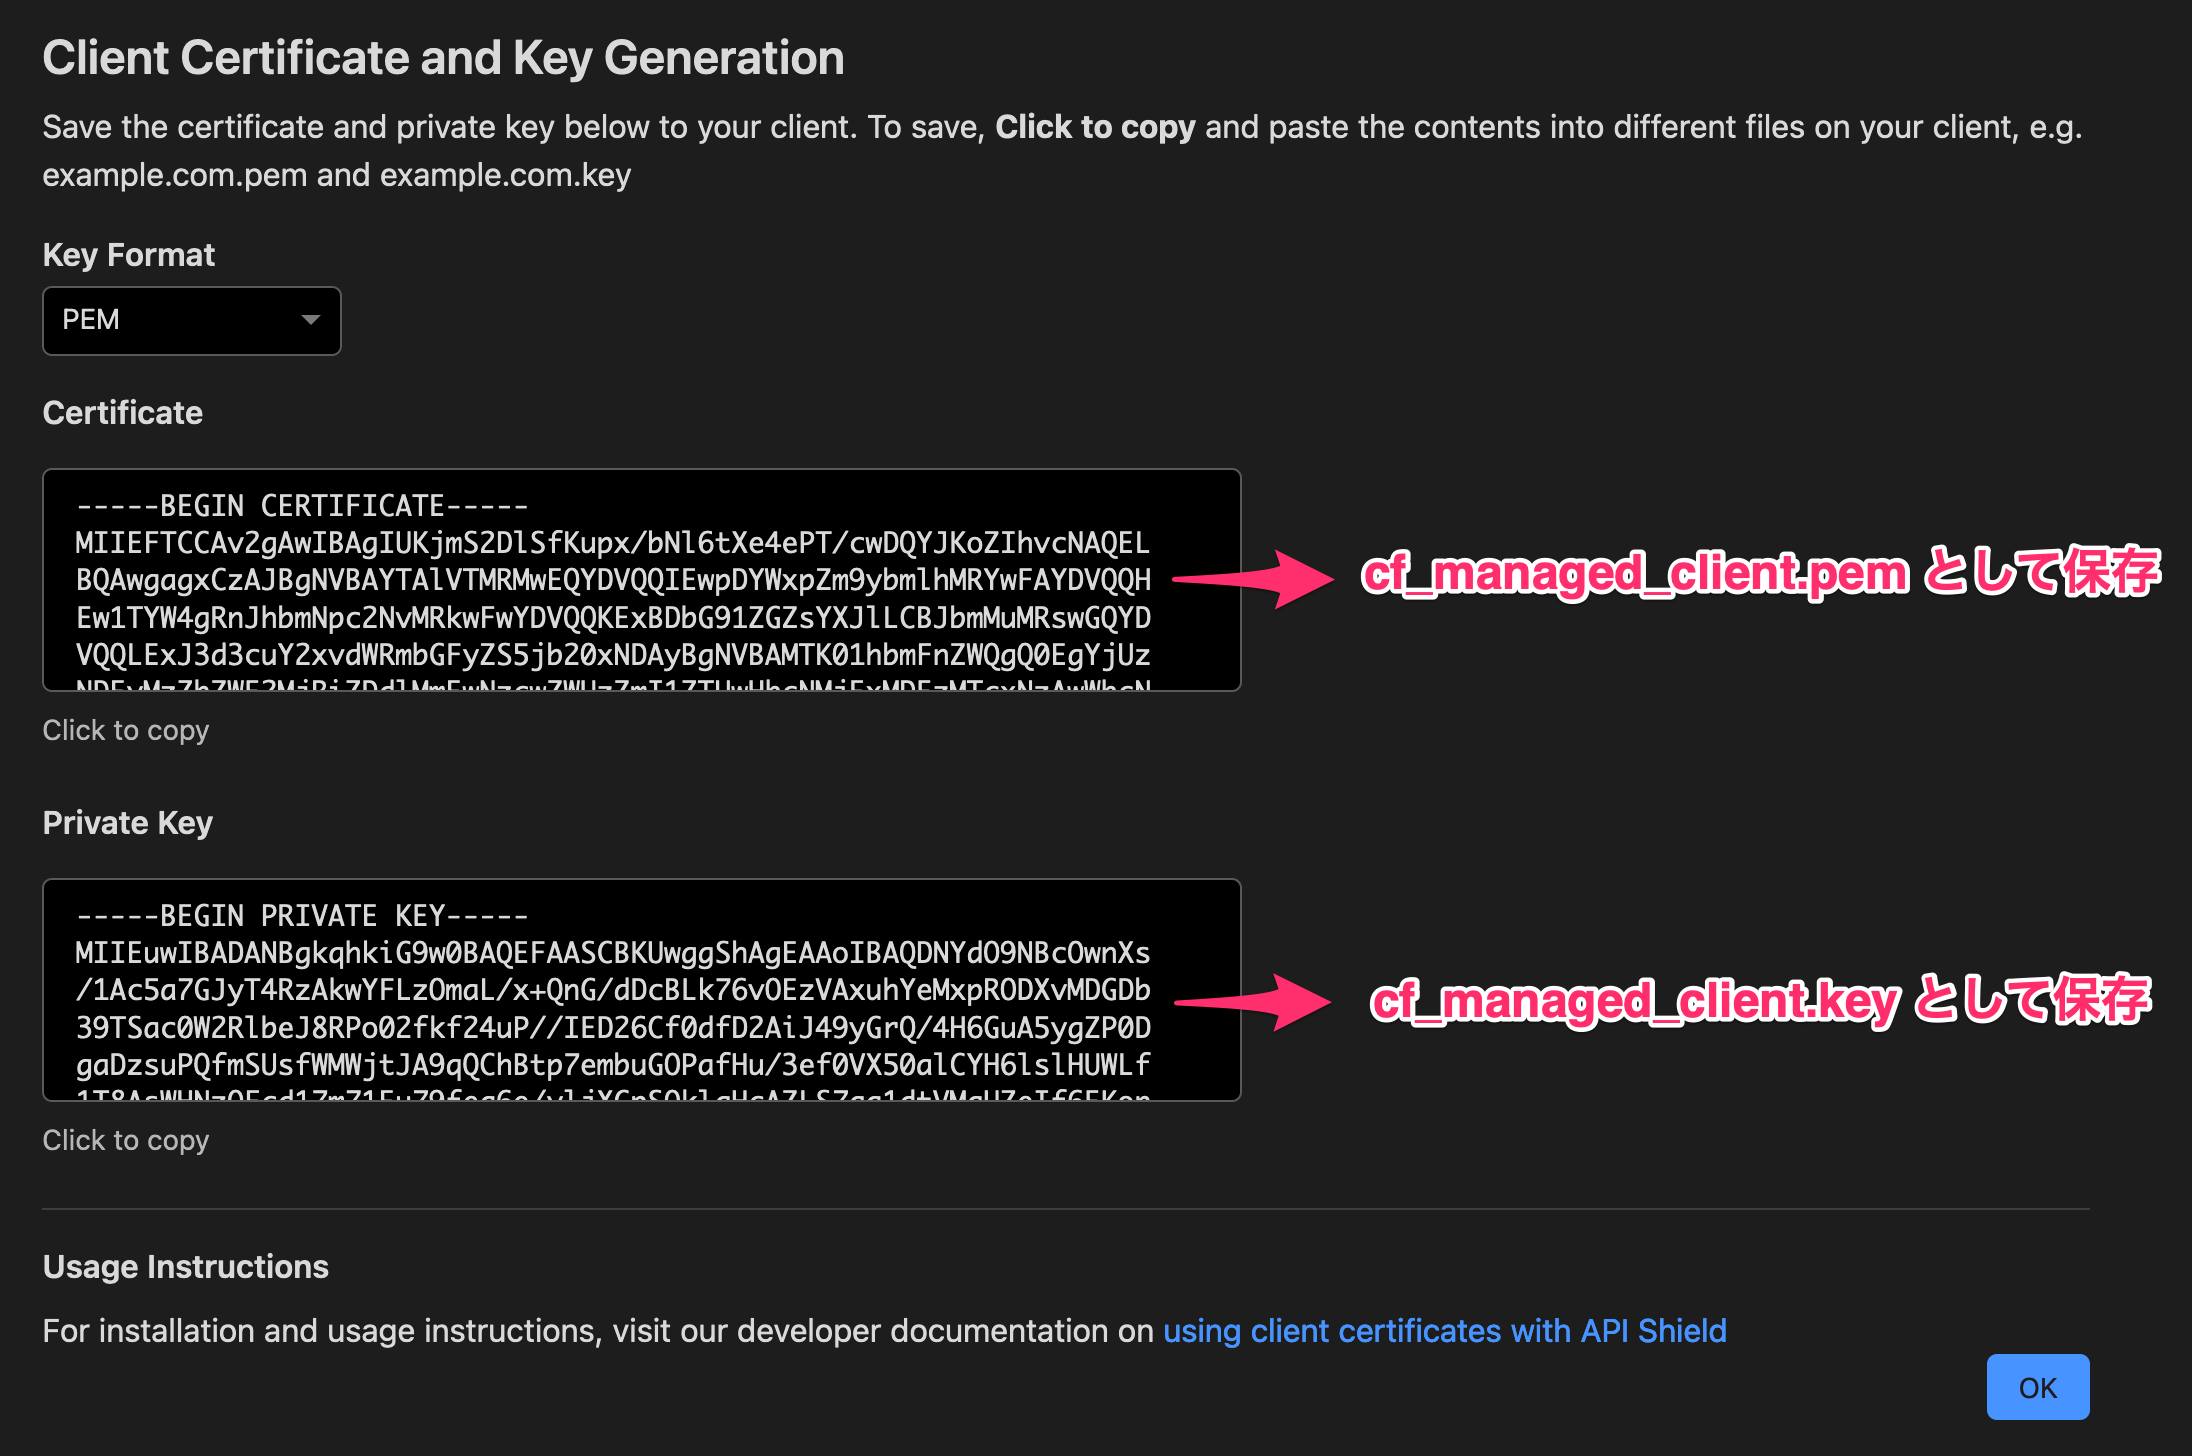 Client Certificate and Key Generation
Save the certificate and private key below to your client. To save, Click to copy and paste the contents into different files on your client, e.g.
example.com.pem and example.com.key
Key Format
PEM
Certificate
-----BEGIN CERTIFICATE-----
MIIEFTCCAv2gAwIBAgIUKjmS2DlSfKupx/bNl6tXe4ePT/cwDQYJKoZIhvcNAQEL
BQAwgagxCzAJBgNVBAYTAlVTMRMwEQYDVQQIEwpDYWxpZm9ybmlhMRYwFAYDVQQH
Ew1TYW4gRnJhbmNpc2NvMRkwFwYDVQQKExBDbG91ZGZsYXJlLCBJbmMuMRswGQYD
VQQLExJ3d3cuY2xvdWRmbGFyZS5jb20xNDAyBgNVBAMTK01hbmFnZWQgQ0EgYjUz
cf_managed_client.pem として保存
Click to copy
Private Key
-----BEGIN PRIVATE KEY-----
MIIEuwIBADANBgkqhkiG9w0BAQEFAASCBKUwggShAgEAAoIBAQDNYdO9NBcOwnXs
/1Ac5a7GJyT4RzAkwYFLzOmaL/x+QnG/dDcBLk76vOEzVAxuhYeMxpRODXvMDGDb
39TSac0W2RlbeJ8RPo02fkf24uP//IED26Cf0dfD2AiJ49yGrQ/4H6GuA5ygZP0D
gaDzsuPQfmSUsfWMWjtJA9qQChBtp7embuGOPafHu/3ef0VX50alCYH6lslHUWLf
cf_managed_client.key として保存
Click to copy
Usage Instructions
For installation and usage instructions, visit our developer documentation on using client certificates with API Shield
OK